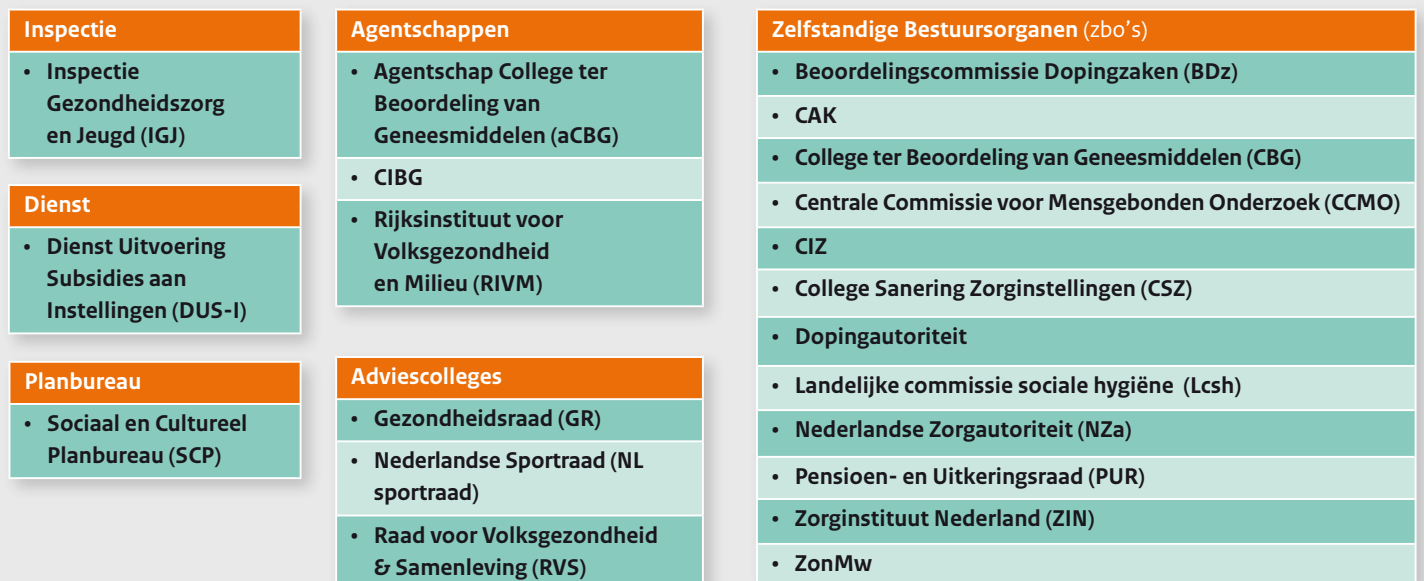 Inspectie
• Inspectie
Gezondheidszorg
en Jeugd (IGJ)
Dienst
• Dienst Uitvoering
Subsidies aan
Instellingen (DUS-I)
Planbureau
• Sociaal en Cultureel
Planbureau (SCP)
Agentschappen
• Agentschap College ter
Beoordeling van
Geneesmiddelen (aCBG)
• CIBG
• Rijksinstituut voor
Volksgezondheid
en Milieu (RIVM)
Adviescolleges
• Gezondheidsraad (GR)
• Nederlandse Sportraad (NL
sportraad)
• Raad voor Volksgezondheid
& Samenleving (RVS)
Zelfstandige Bestuursorganen (zbo’s)
• Beoordelingscommissie Dopingzaken (BDz)
• CAK
• College ter Beoordeling van Geneesmiddelen (CBG)
• Centrale Commissie voor Mensgebonden Onderzoek (CCMO)
• CIZ
• College Sanering Zorginstellingen (CSZ)
• Dopingautoriteit
• Landelijke commissie sociale hygiëne (Lcsh)
• Nederlandse Zorgautoriteit (NZa)
• Pensioen- en Uitkeringsraad (PUR)
• Zorginstituut Nederland (ZIN)
• ZonMw